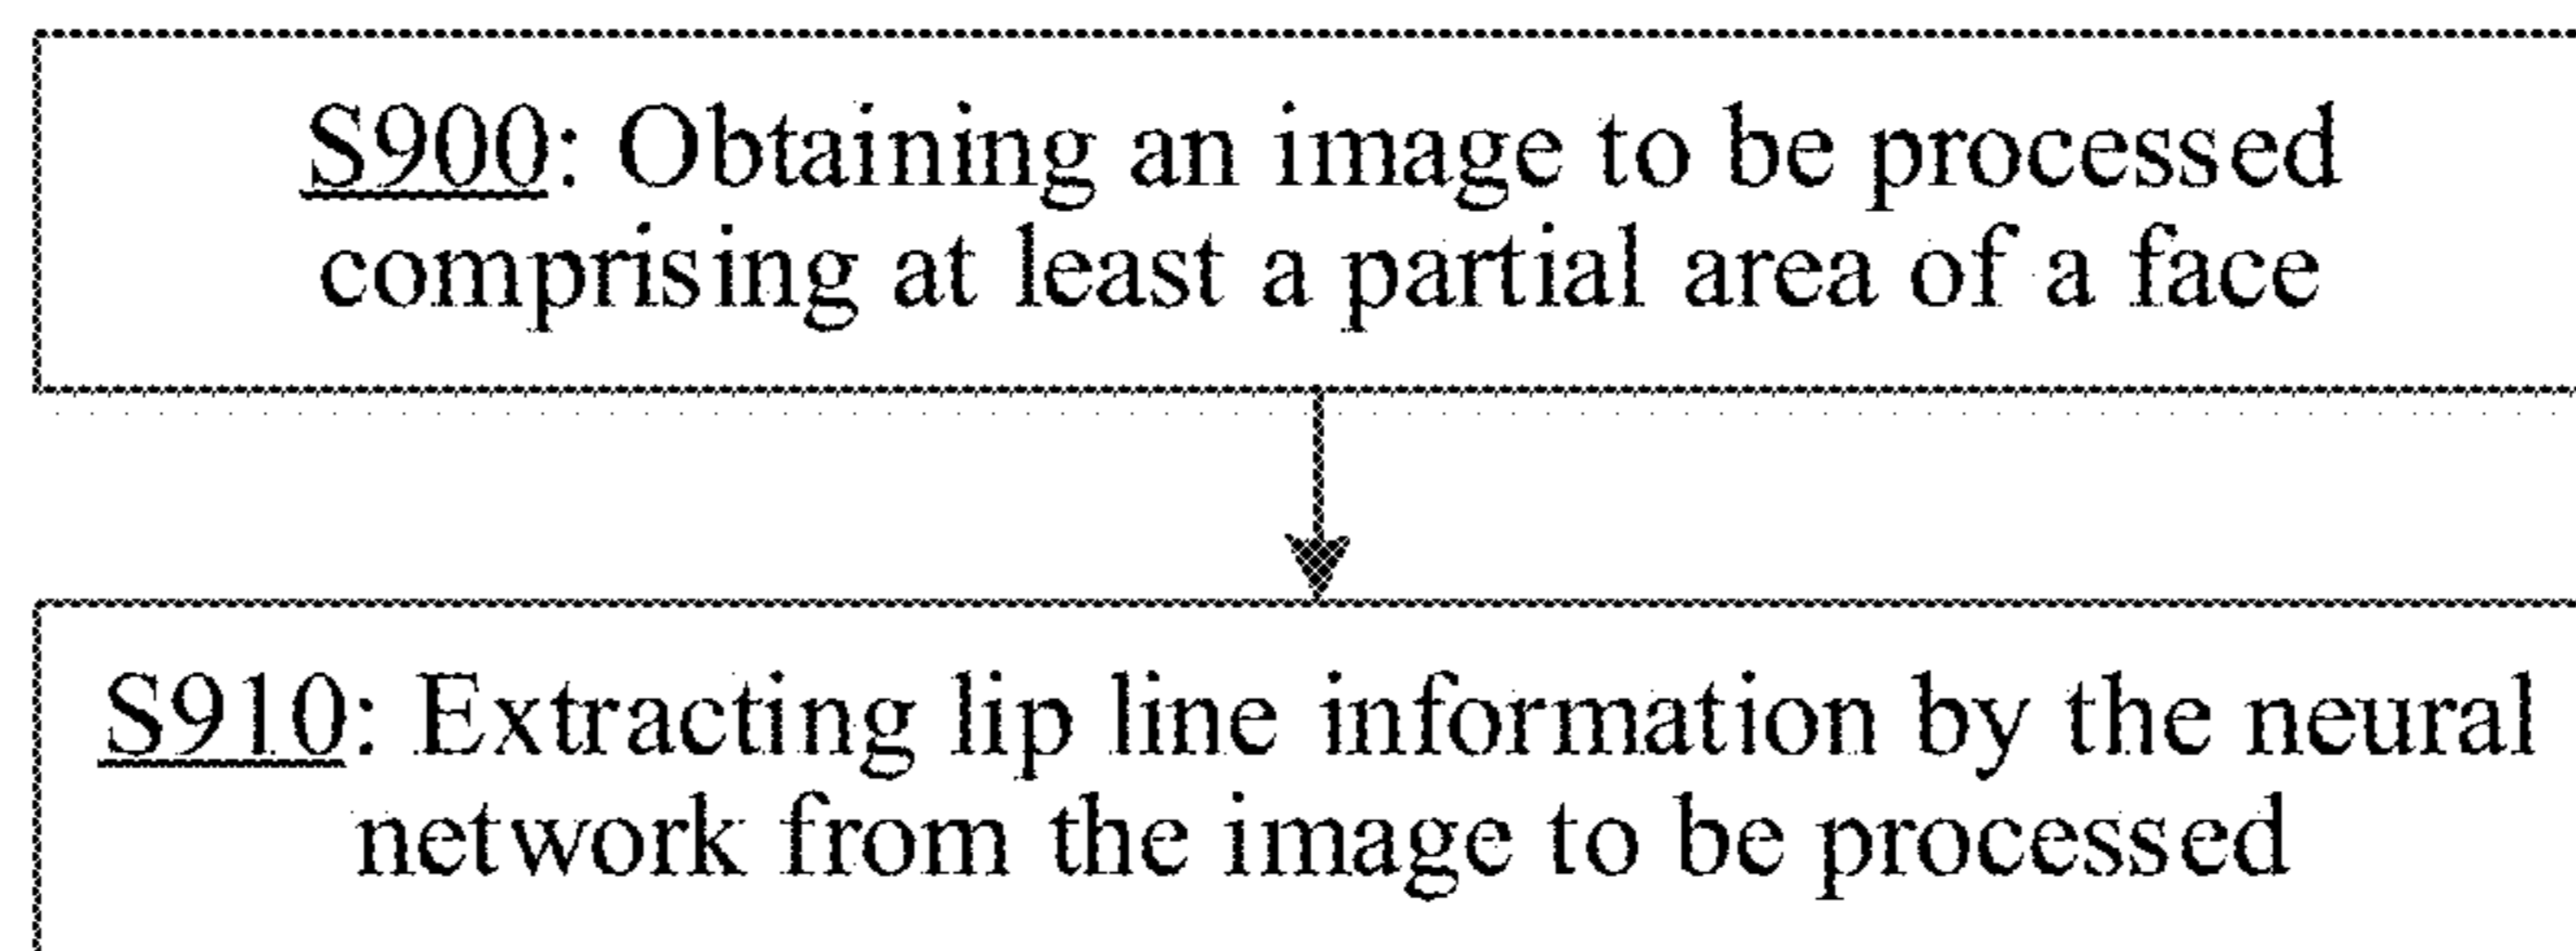 S900: Obtaining an image to be processed
comprising at least a partial area of a face
S910: Extracting lip line information by the neural
network from the image to be processed